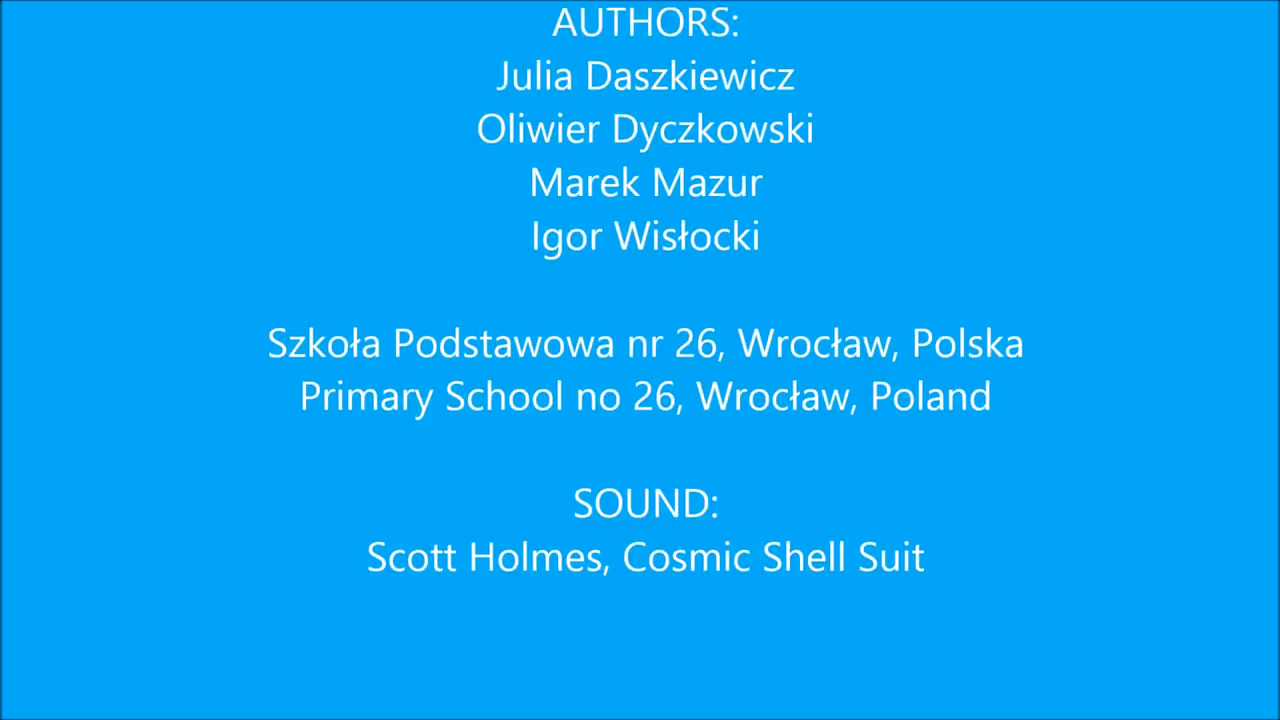 AUTHORS:
Julia Daszkiewicz
Oliwier Dyczkowski
Marek Mazur
Igor Wisłocki
Szkoła Podstawowa nr 26, Wrocław, Polska
Primary School no 26, Wrocław, Poland
SOUND:
Scott Holmes, Cosmic Shell Suit